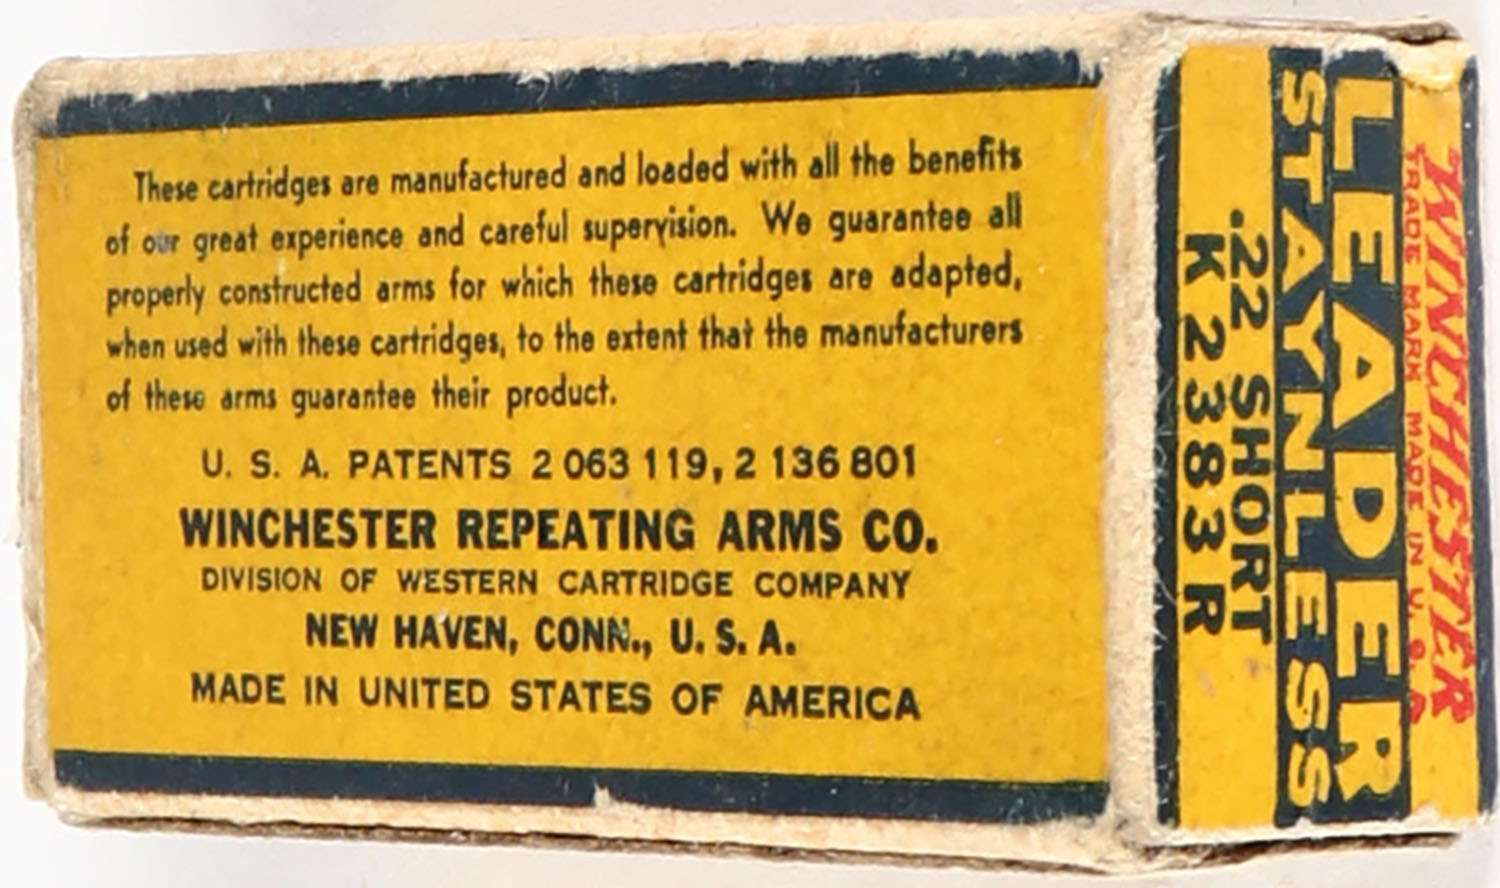 These cartridges are manufactured and loaded with all the benefits
of our great experience and careful supervision. We guarantee all
properly constructed arms for which these cartridges are adapted,
when used with these cartridges, to the extent that the manufacturers
of these arms guarantee their product.
U. S. A. PATENTS 2 063 119, 2 136 801
WINCHESTER REPEATING ARMS CO.
DIVISION OF WESTERN CARTRIDGE COMPANY
NEW HAVEN, CONN., U. S. A.
MADE IN UNITED STATES OF AMERICA
WINCHESTER
TRADE MARK MADE IN U. S. A.
LEADER
STAYNLESS
.22 SHORT
K 2383 R